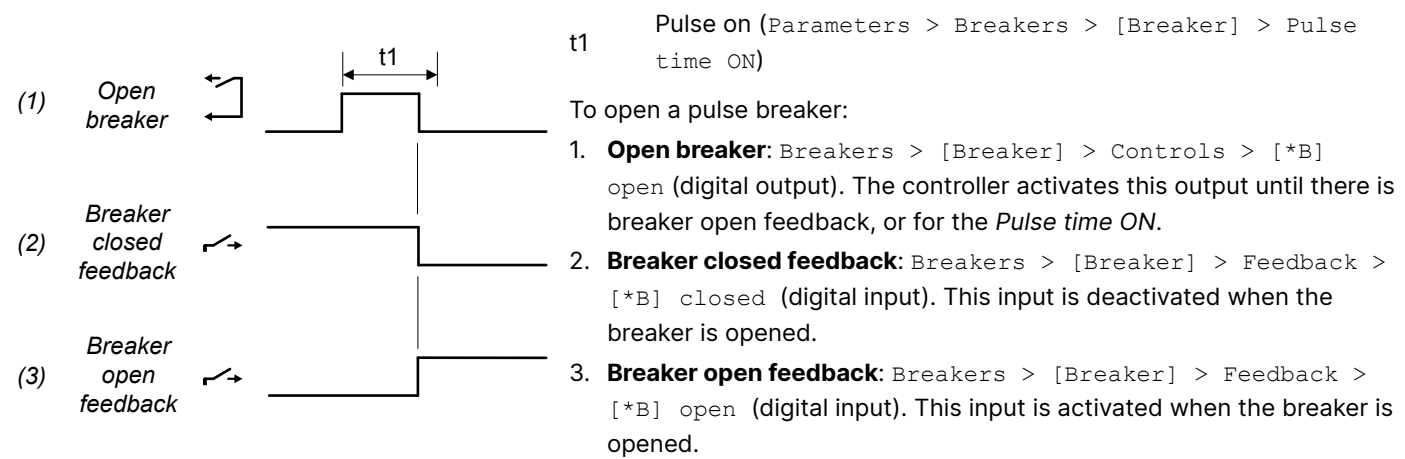 t1
(1)
Open
breaker
(2)
Breaker
closed
feedback
(3)
Breaker
open
feedback
t1
Pulse on (Parameters > Breakers > [Breaker] > Pulse
time ON)
To open a pulse breaker:
1. Open breaker: Breakers > [Breaker] > Controls > [*B]
open (digital output). The controller activates this output until there is
breaker open feedback, or for the Pulse time ON.
2. Breaker closed feedback: Breakers > [Breaker] > Feedback >
[*B] closed (digital input). This input is deactivated when the
breaker is opened.
3. Breaker open feedback: Breakers > [Breaker] > Feedback >
[*B] open (digital input). This input is activated when the breaker is
opened.